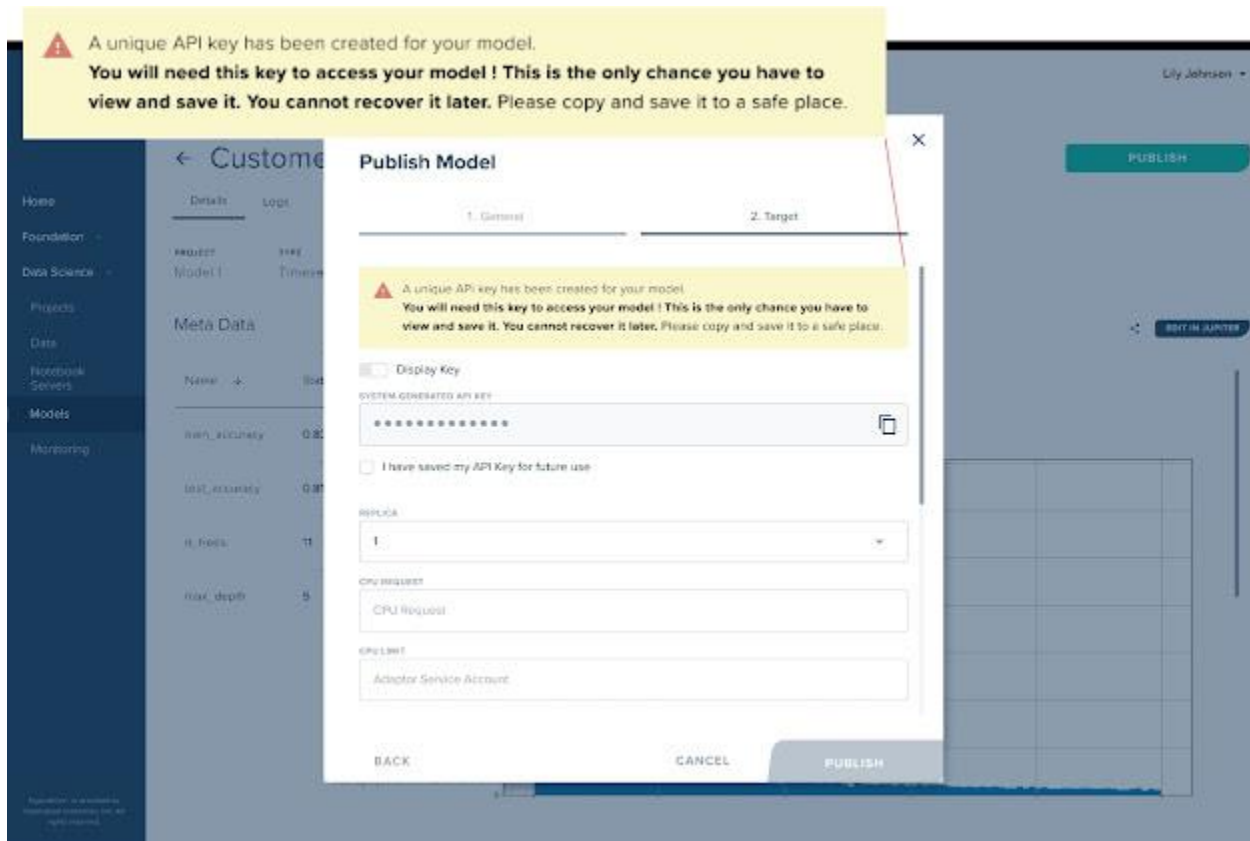 A unique API key has been created for your model.
You will need this key to access your model ! This is the only chance you have to
view and save it. You cannot recover it later. Please copy and save it to a safe place.
Lily Johnson
← Custome
PUBLISH
Details Logs
Home
Foundation
Data Science
Projects
Data
Notebook
Servers
Models
Monitoring
PROJECT TYPE
Model 1
Meta Data
EDIT IN JUPITER
Name
test_accuracy
max_depth 5
11
Publish Model
1. General 2. Target
A unique API key has been created for your model.
You will need this key to access your model ! This is the only chance you have to
view and save it. You cannot recover it later. Please copy and save it to a safe place.
Display Key
SYSTEM GENERATED API KEY
I have saved my API Key for future use
REPLICA
1
CPU REQUEST
CPU Request
CPU LIMIT
Adaptor Service Account
BACK CANCEL PUBLISH